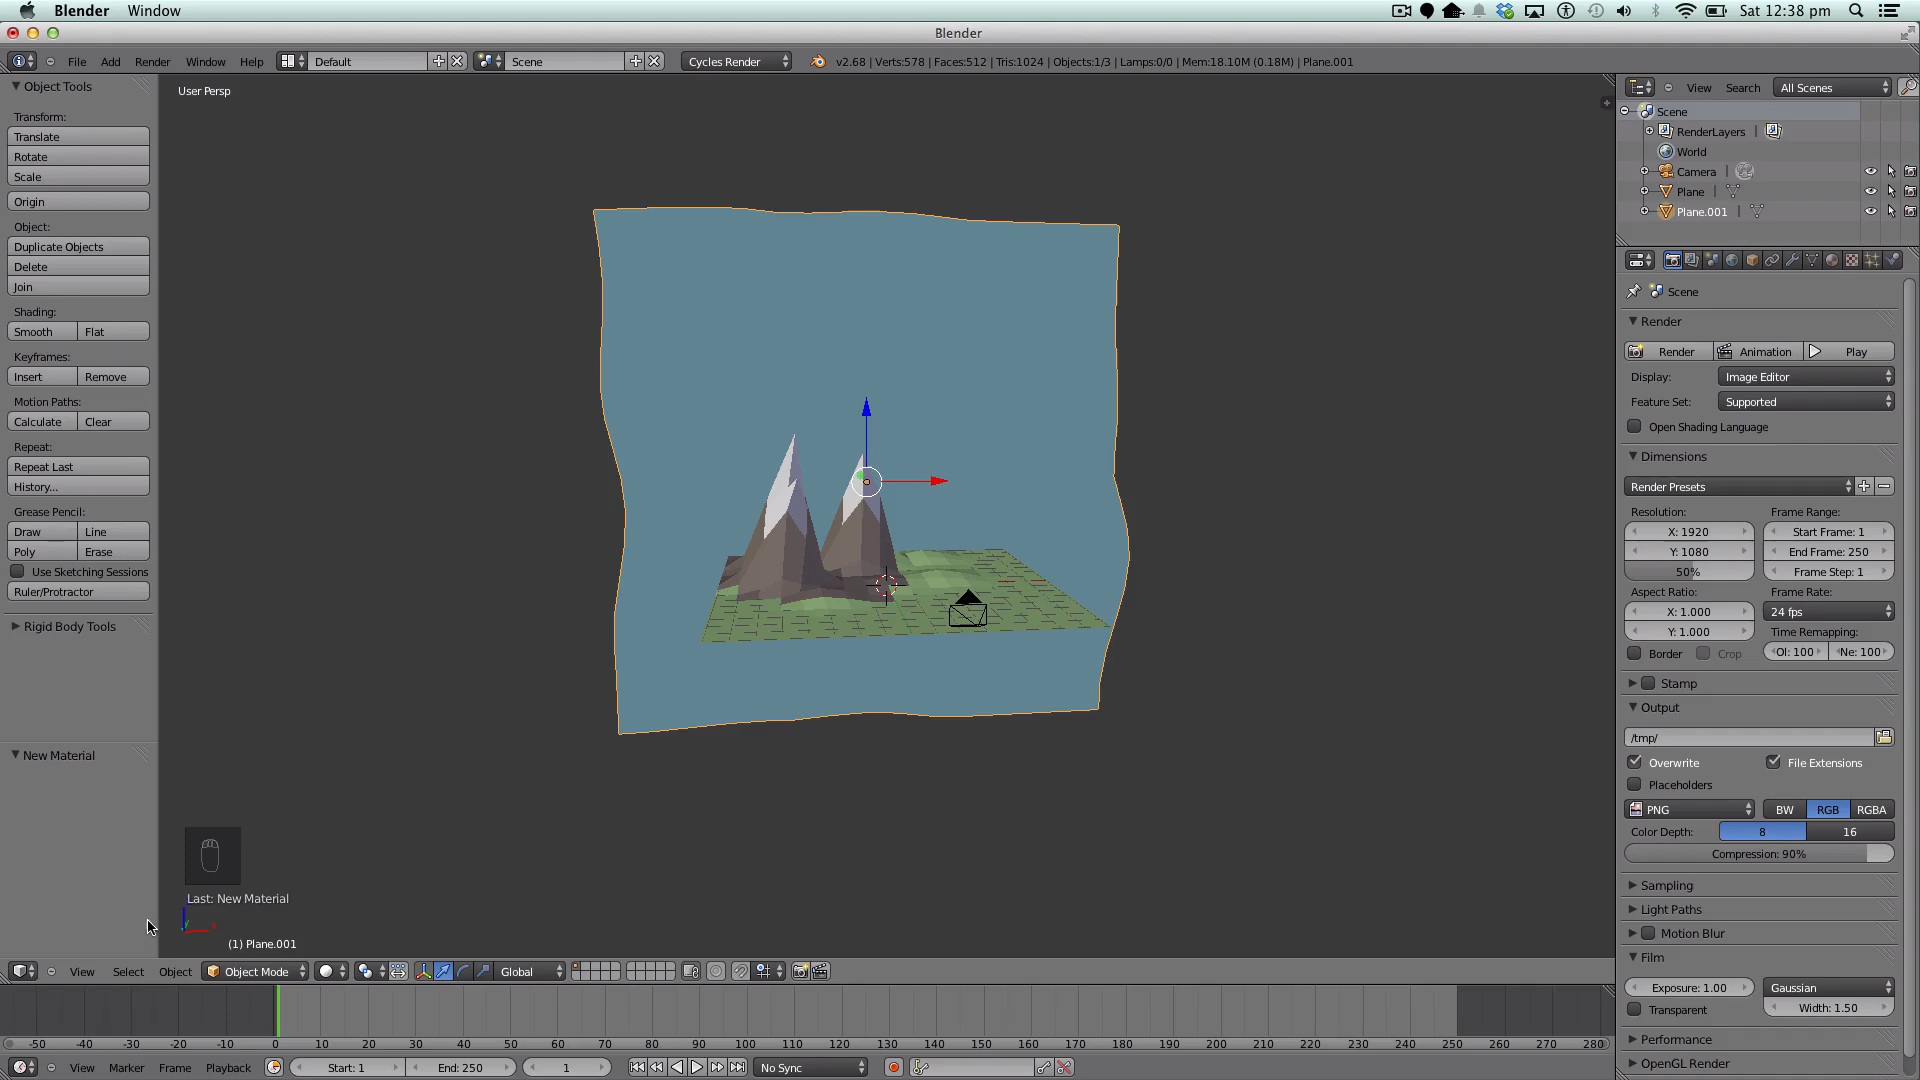 Blender Window Sat 12:38 pm
Blender
File Add Render Window Help Default Scene Cycles Render v2.68 | Verts:578 | Faces:512 | Tris:1024 | Objects:1/3 | Lamps:0/0 | Mem:18.10M (0.18M) | Plane.001
Object Tools
Transform:
Translate
Rotate
Scale
Origin
Object:
Duplicate Objects
Delete
Join
Shading:
Smooth Flat
Keyframes:
Insert Remove
Motion Paths:
Calculate Clear
Repeat:
Repeat Last
History...
Grease Pencil:
Draw Line
Poly Erase
Use Sketching Sessions
Ruler/Protractor
Rigid Body Tools
New Material
User Persp
Last: New Material
(1) Plane.001
View Search All Scenes
Scene
RenderLayers |
World
Camera |
Plane |
Plane.001 |
Scene
Render
Render Animation Play
Display: Image Editor
Feature Set: Supported
Open Shading Language
Dimensions
Render Presets
Resolution: Frame Range:
X: 1920 Start Frame: 1
Y: 1080 End Frame: 250
50% Frame Step: 1
Aspect Ratio: Frame Rate:
X: 1.000 24 fps
Y: 1.000 Time Remapping:
Border Crop Ol: 100 Ne: 100
Stamp
Output
/tmp/
Overwrite File Extensions
Placeholders
PNG BW RGB RGBA
Color Depth: 8 16
Compression: 90%
Sampling
Light Paths
Motion Blur
Film
Exposure: 1.00 Gaussian
Transparent Width: 1.50
Performance
OpenGL Render
View Select Object Object Mode Global
-50 -40 -30 -20 -10 0 10 20 30 40 50 60 70 80 90 100 110 120 130 140 150 160 170 180 190 200 210 220 230 240 250 260 270 280
View Marker Frame Playback Start: 1 End: 250 1 No Sync